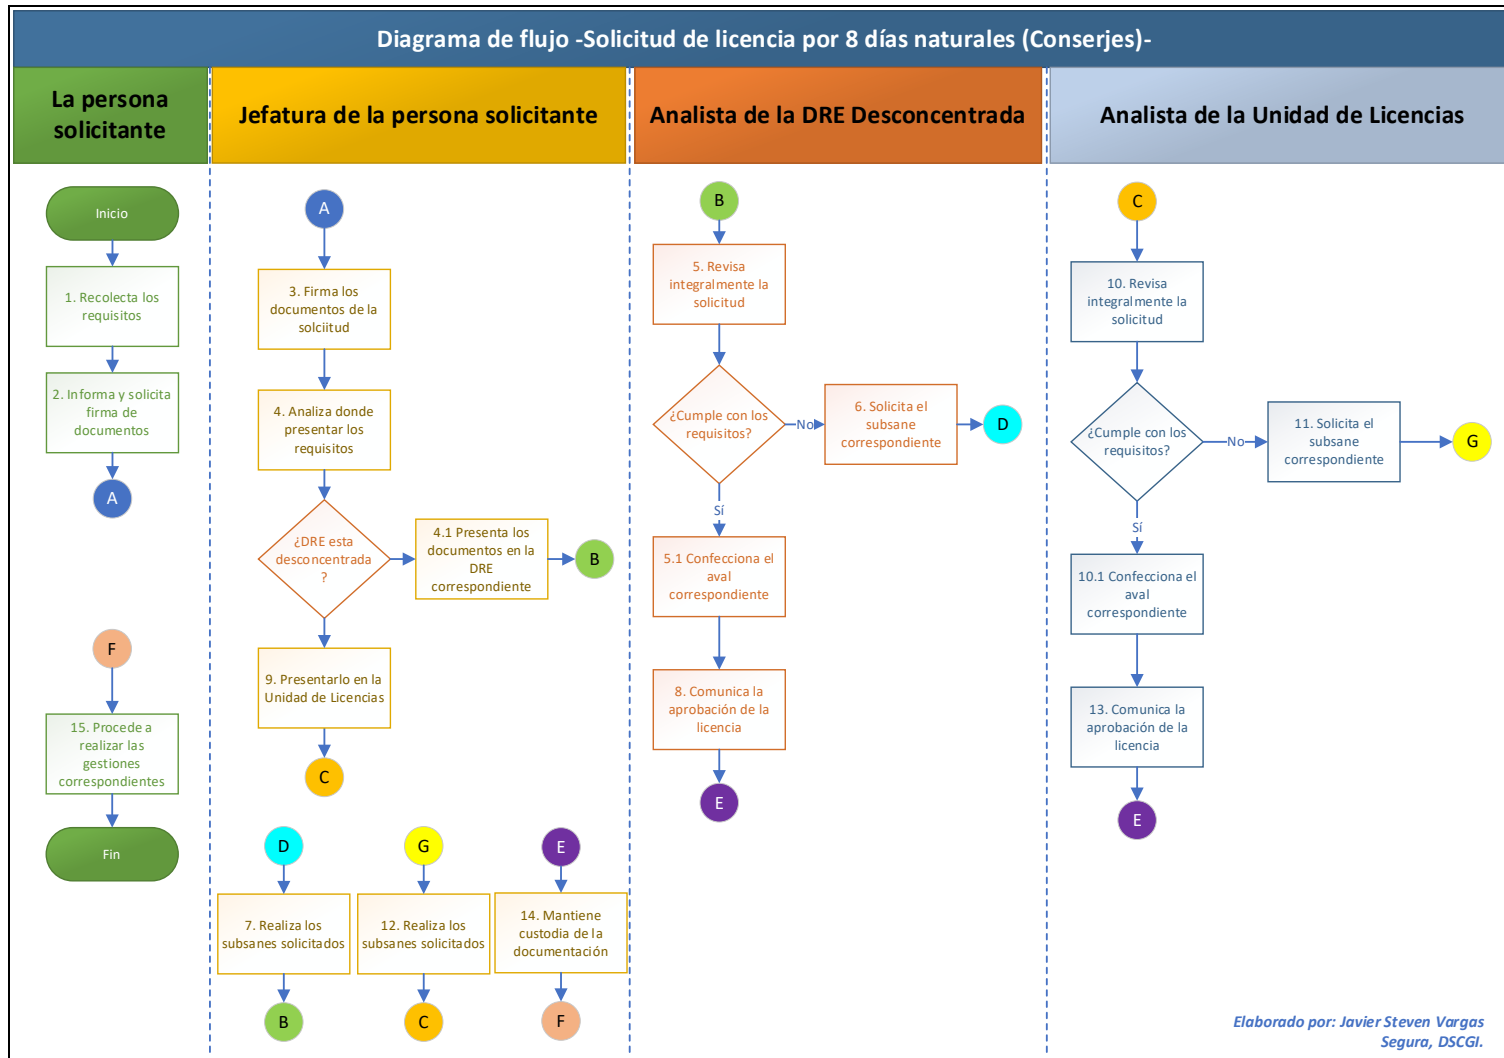 Diagrama de flujo -Solicitud de licencia por 8 días naturales (Conserjes)-
La persona
solicitante
Jefatura de la persona solicitante
Analista de la DRE Desconcentrada
Analista de la Unidad de Licencias
Inicio
1. Recolecta los
requisitos
2. Informa y solicita
firma de
documentos
A
F
15. Procede a
realizar las
gestiones
correspondientes
Fin
A
3. Firma los
documentos de la
solciitud
4. Analiza donde
presentar los
requisitos
¿DRE esta
desconcentrada
?
4.1 Presenta los
documentos en la
DRE
correspondiente
B
9. Presentarlo en la
Unidad de Licencias
C
D
7. Realiza los
subsanes solicitados
B
G
12. Realiza los
subsanes solicitados
C
E
14. Mantiene
custodia de la
documentación
F
B
5. Revisa
integralmente la
solicitud
¿Cumple con los
requisitos?
No
6. Solicita el
subsane
correspondiente
D
Sí
5.1 Confecciona el
aval
correspondiente
8. Comunica la
aprobación de la
licencia
E
C
10. Revisa
integralmente la
solicitud
¿Cumple con los
requisitos?
No
11. Solicita el
subsane
correspondiente
G
Sí
10.1 Confecciona el
aval
correspondiente
13. Comunica la
aprobación de la
licencia
E
Elaborado por: Javier Steven Vargas
Segura, DSCGI.